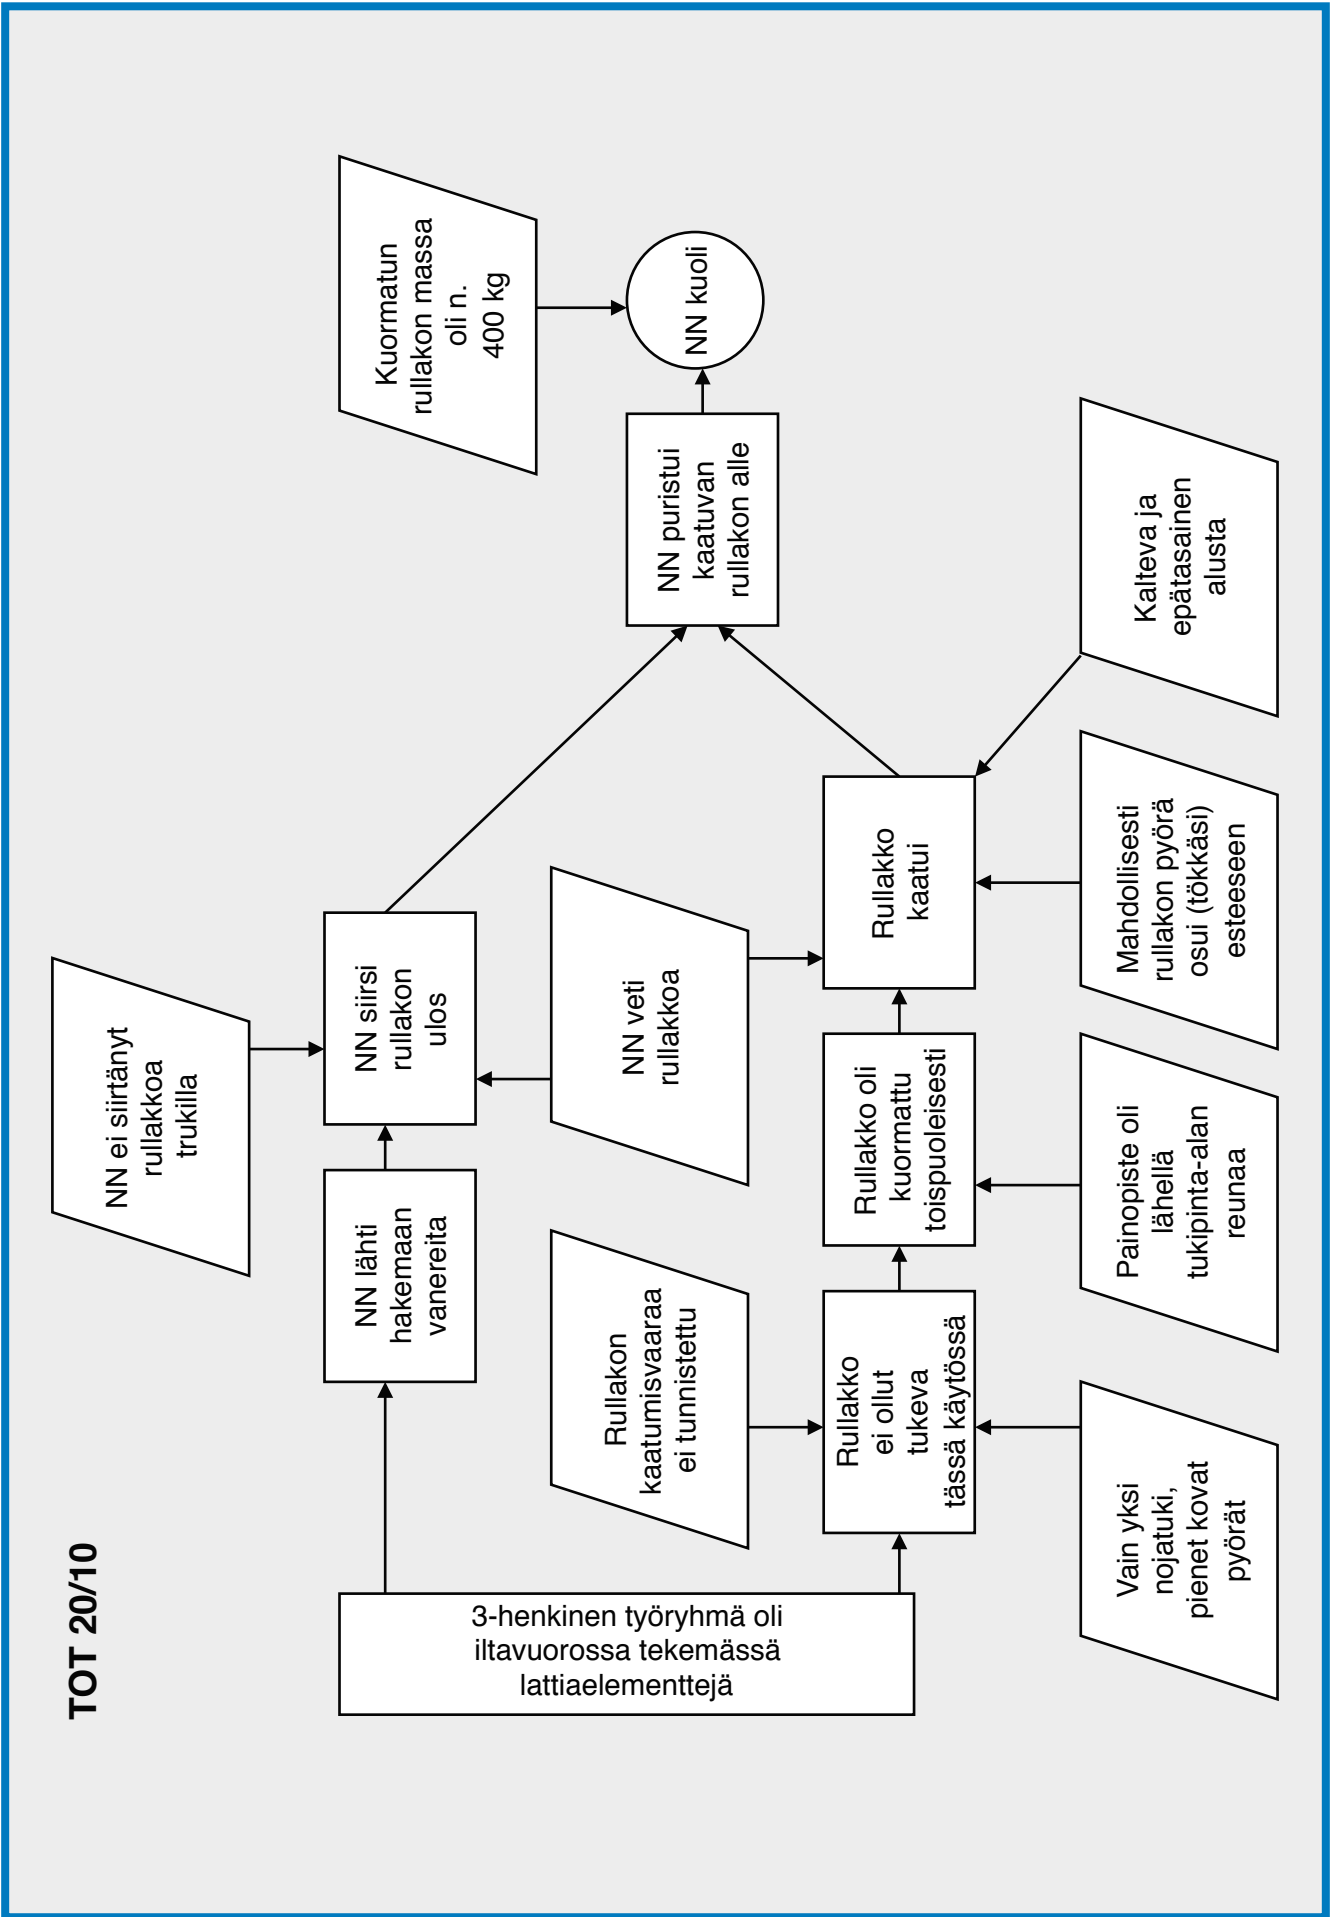 TOT 20/10
3-henkinen työryhmä oli
iltavuorossa tekemässä
lattiaelementtejä
NN ei siirtänyt
rullakkoa
trukilla
NN lähti
hakemaan
vanereita
NN siirsi
rullakon
ulos
Rullakon
kaatumisvaaraa
ei tunnistettu
NN veti
rullakkoa
Rullakko
ei ollut
tukeva
tässä käytössä
Rullakko oli
kuormattu
toispuoleisesti
Rullakko
kaatui
Vain yksi
nojatuki,
pienet kovat
pyörät
Painopiste oli
lähellä
tukipinta-alan
reunaa
Mahdollisesti
rullakon pyörä
osui (tökkäsi)
esteeseen
Kalteva ja
epätasainen
alusta
NN puristui
kaatuvan
rullakon alle
Kuormatun
rullakon massa
oli n.
400 kg
NN kuoli